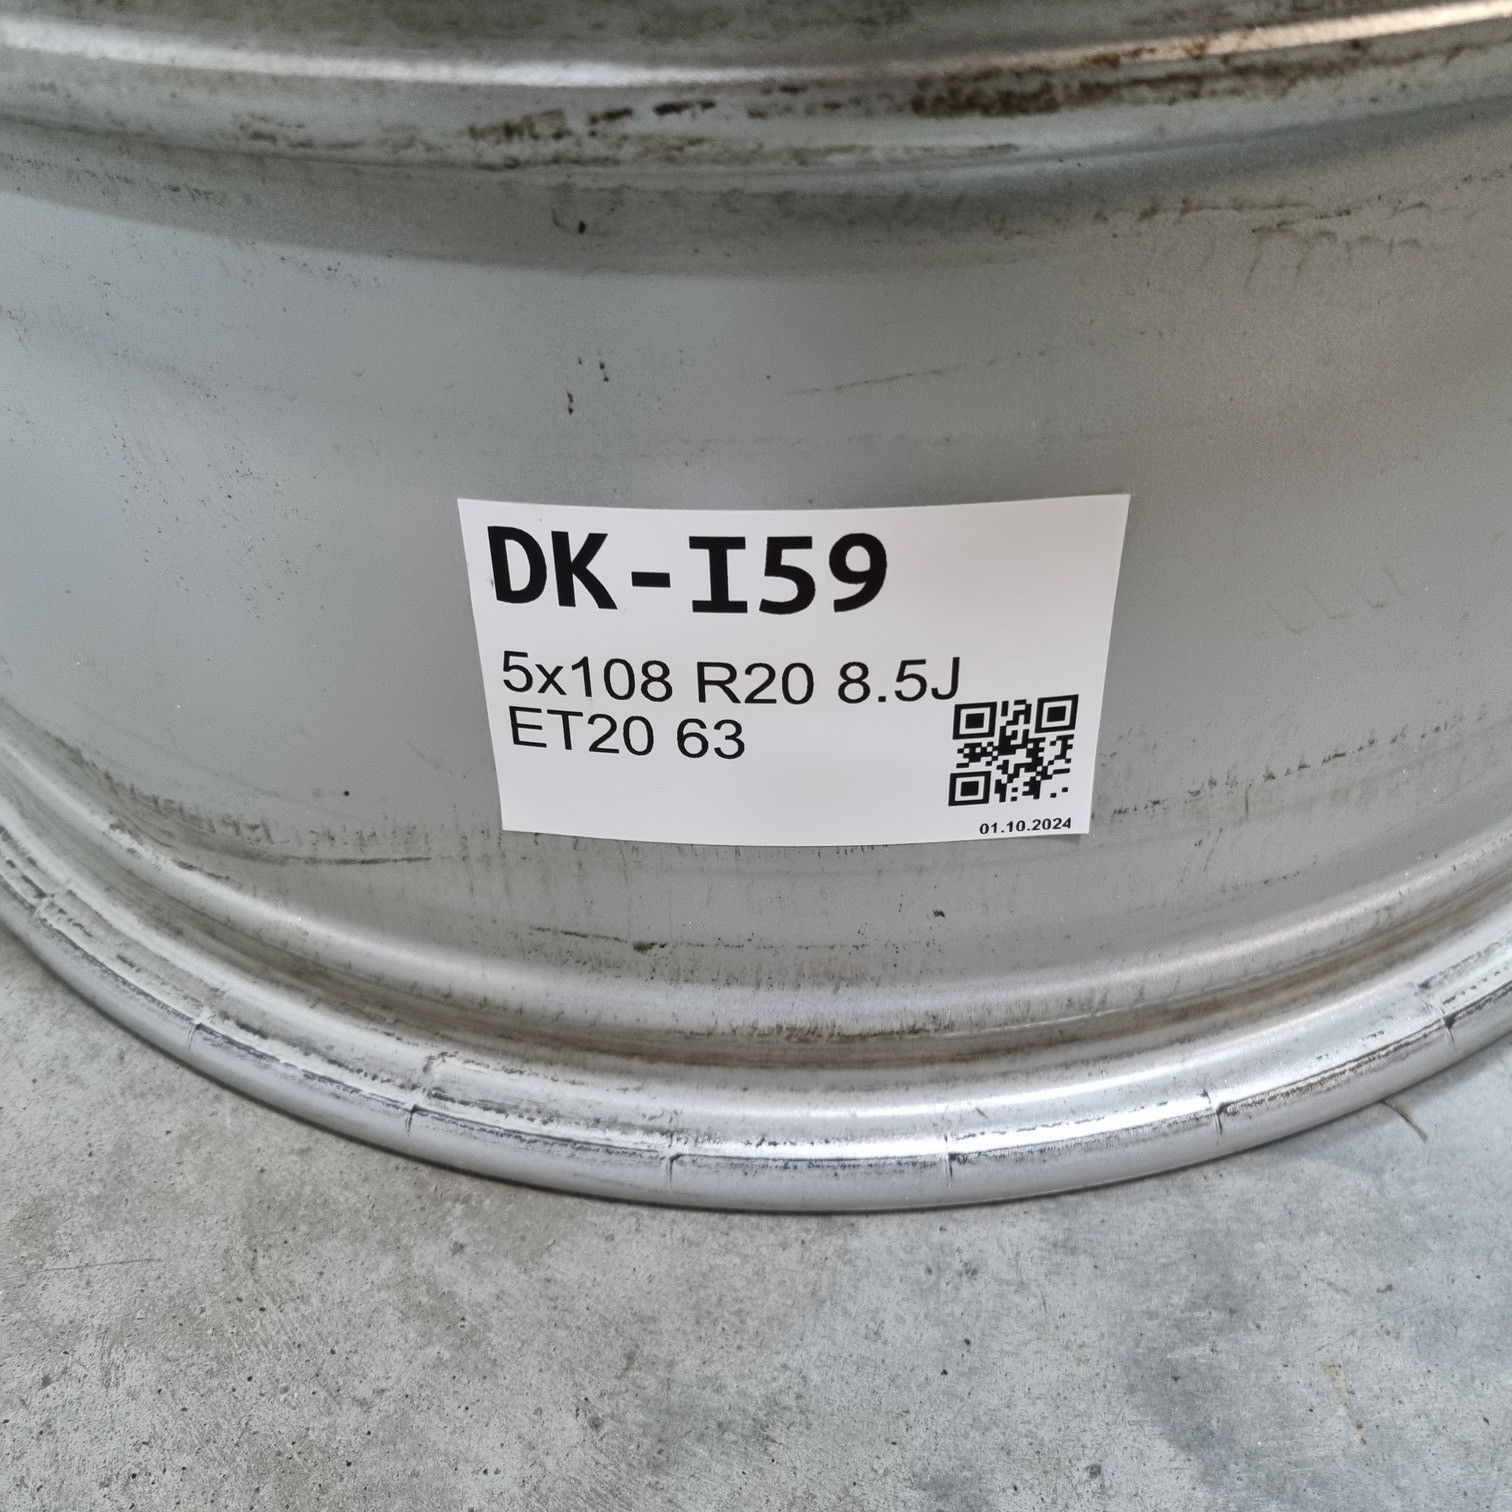 DK-I59
5x108 R20 8.5J
ET20 63
01.10.2024